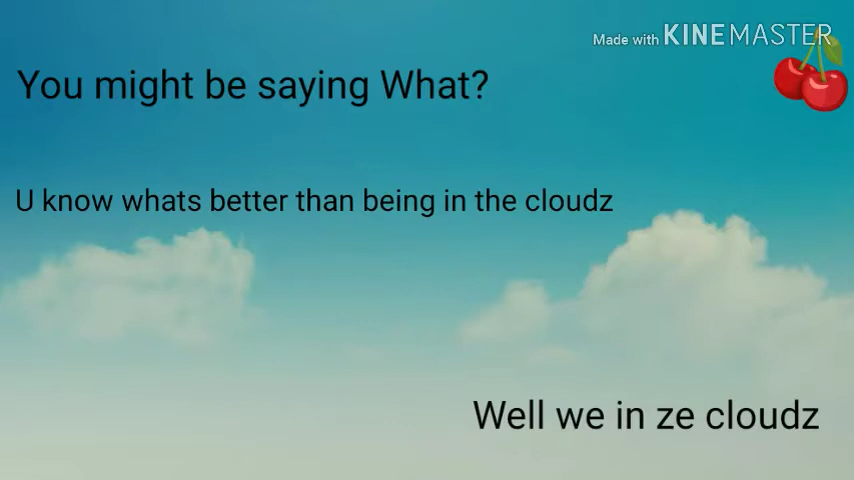 Made with KINEMASTER
You might be saying What?
U know whats better than being in the cloudz
Well we in ze cloudz